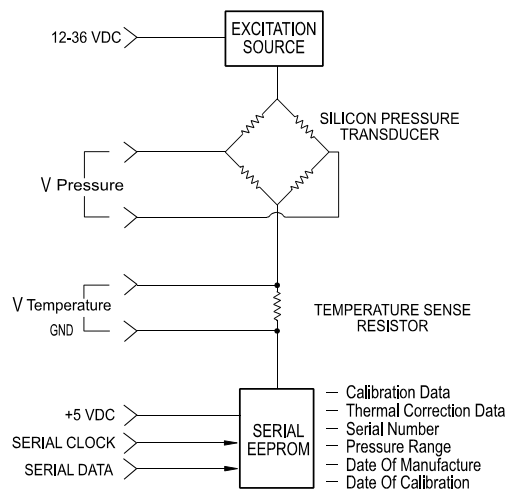 EXCITATION
SOURCE
12-36 VDC
SILICON PRESSURE
TRANSDUCER
V Pressure
V Temperature
GND
TEMPERATURE SENSE
RESISTOR
+5 VDC
SERIAL CLOCK
SERIAL DATA
SERIAL
EEPROM
— Calibration Data
— Thermal Correction Data
— Serial Number
— Pressure Range
— Date Of Manufacture
— Date Of Calibration